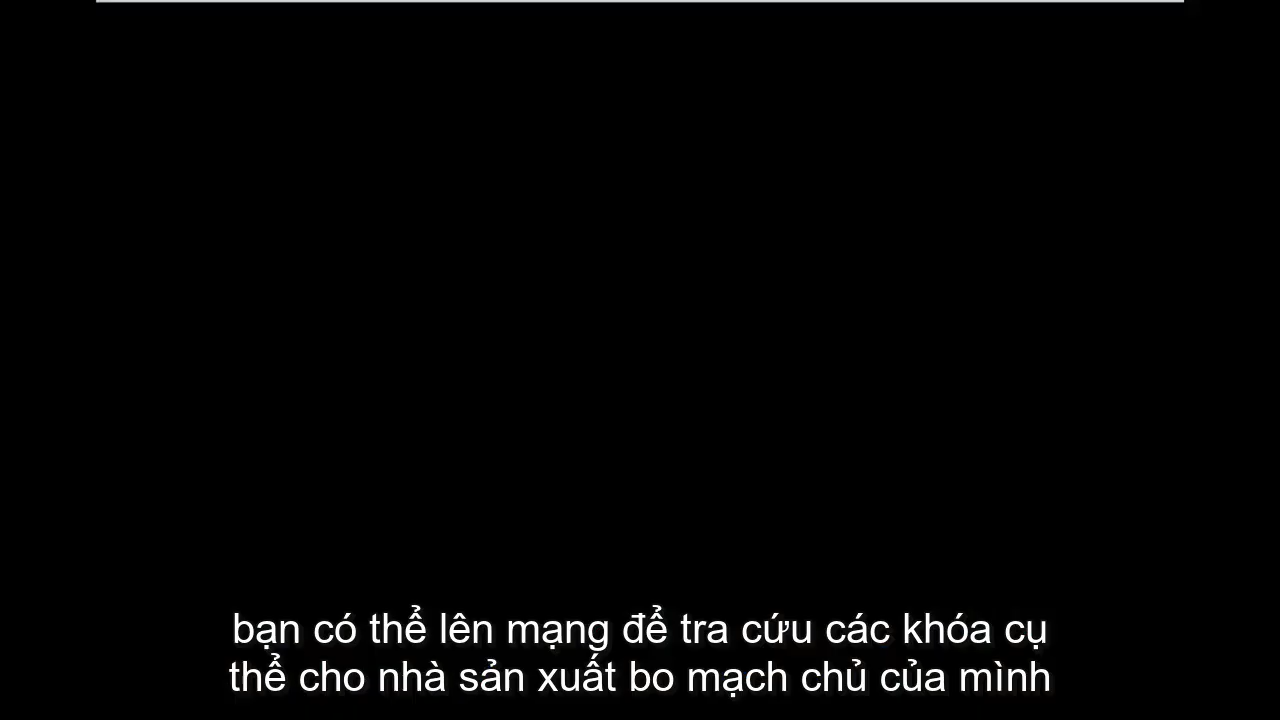 bạn có thể lên mạng để tra cứu các khóa cụ
thể cho nhà sản xuất bo mạch chủ của mình